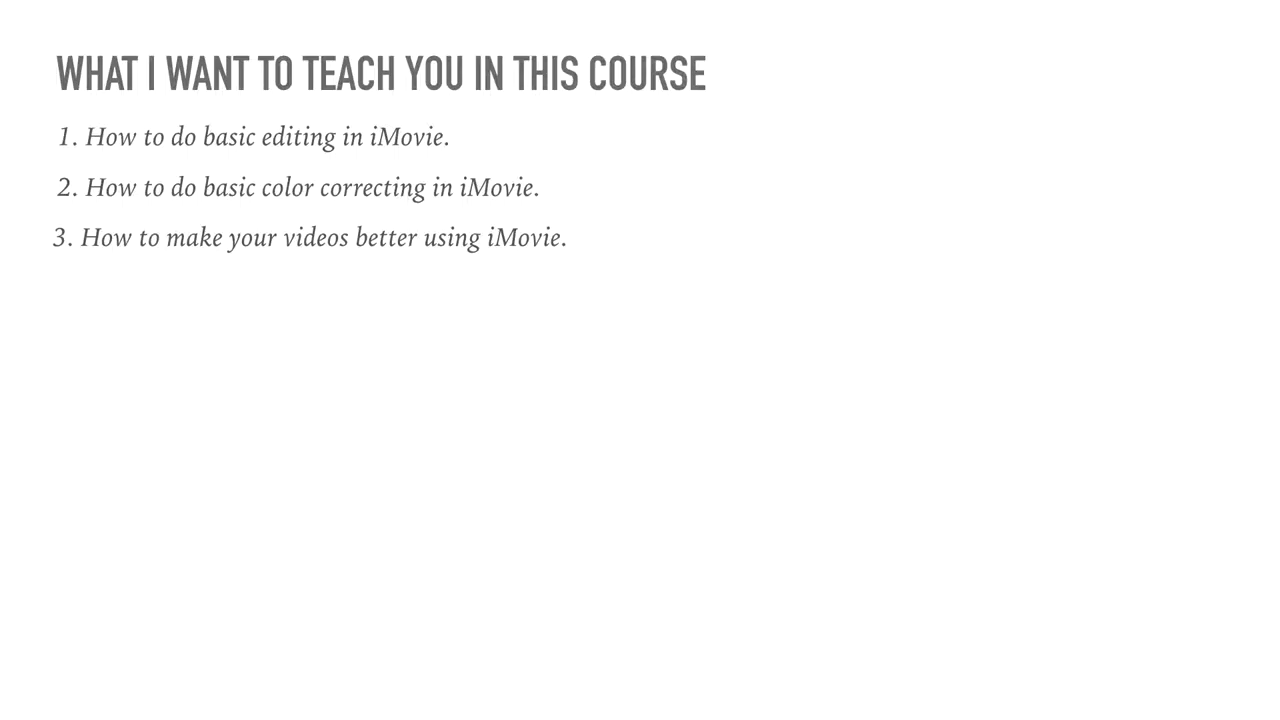 WHAT I WANT TO TEACH YOU IN THIS COURSE
1. How to do basic editing in iMovie.
2. How to do basic color correcting in iMovie.
3. How to make your videos better using iMovie.